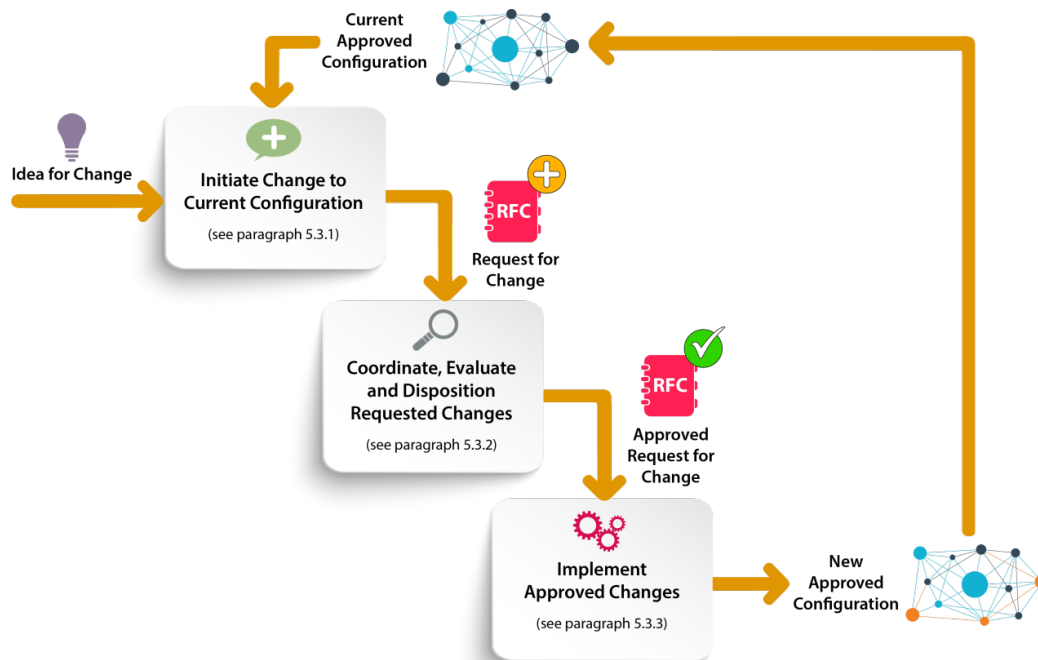 Current
Approved
Configuration
Idea for Change
Initiate Change to
Current Configuration
(see paragraph 5.3.1)
RFC
Request for
Change
Coordinate, Evaluate
and Disposition
Requested Changes
(see paragraph 5.3.2)
RFC
Approved
Request for
Change
Implement
Approved Changes
(see paragraph 5.3.3)
New
Approved
Configuration